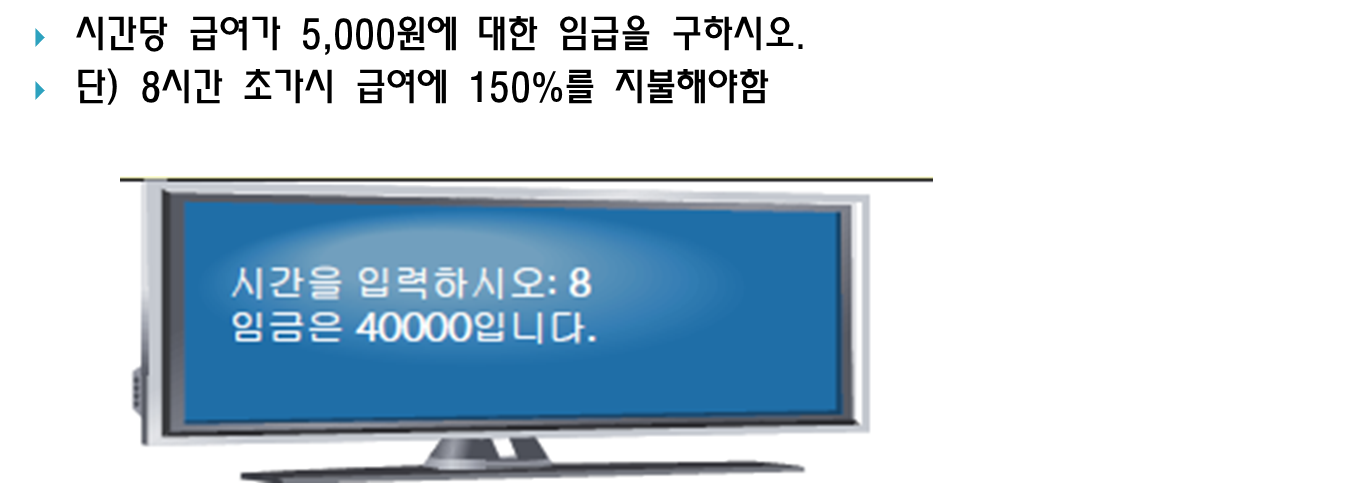 시간당 급여가 5,000원에 대한 임급을 구하시오.
단) 8시간 초가시 급여에 150%를 지불해야함
시간을 입력하시오: 8
임금은 40000입니다.